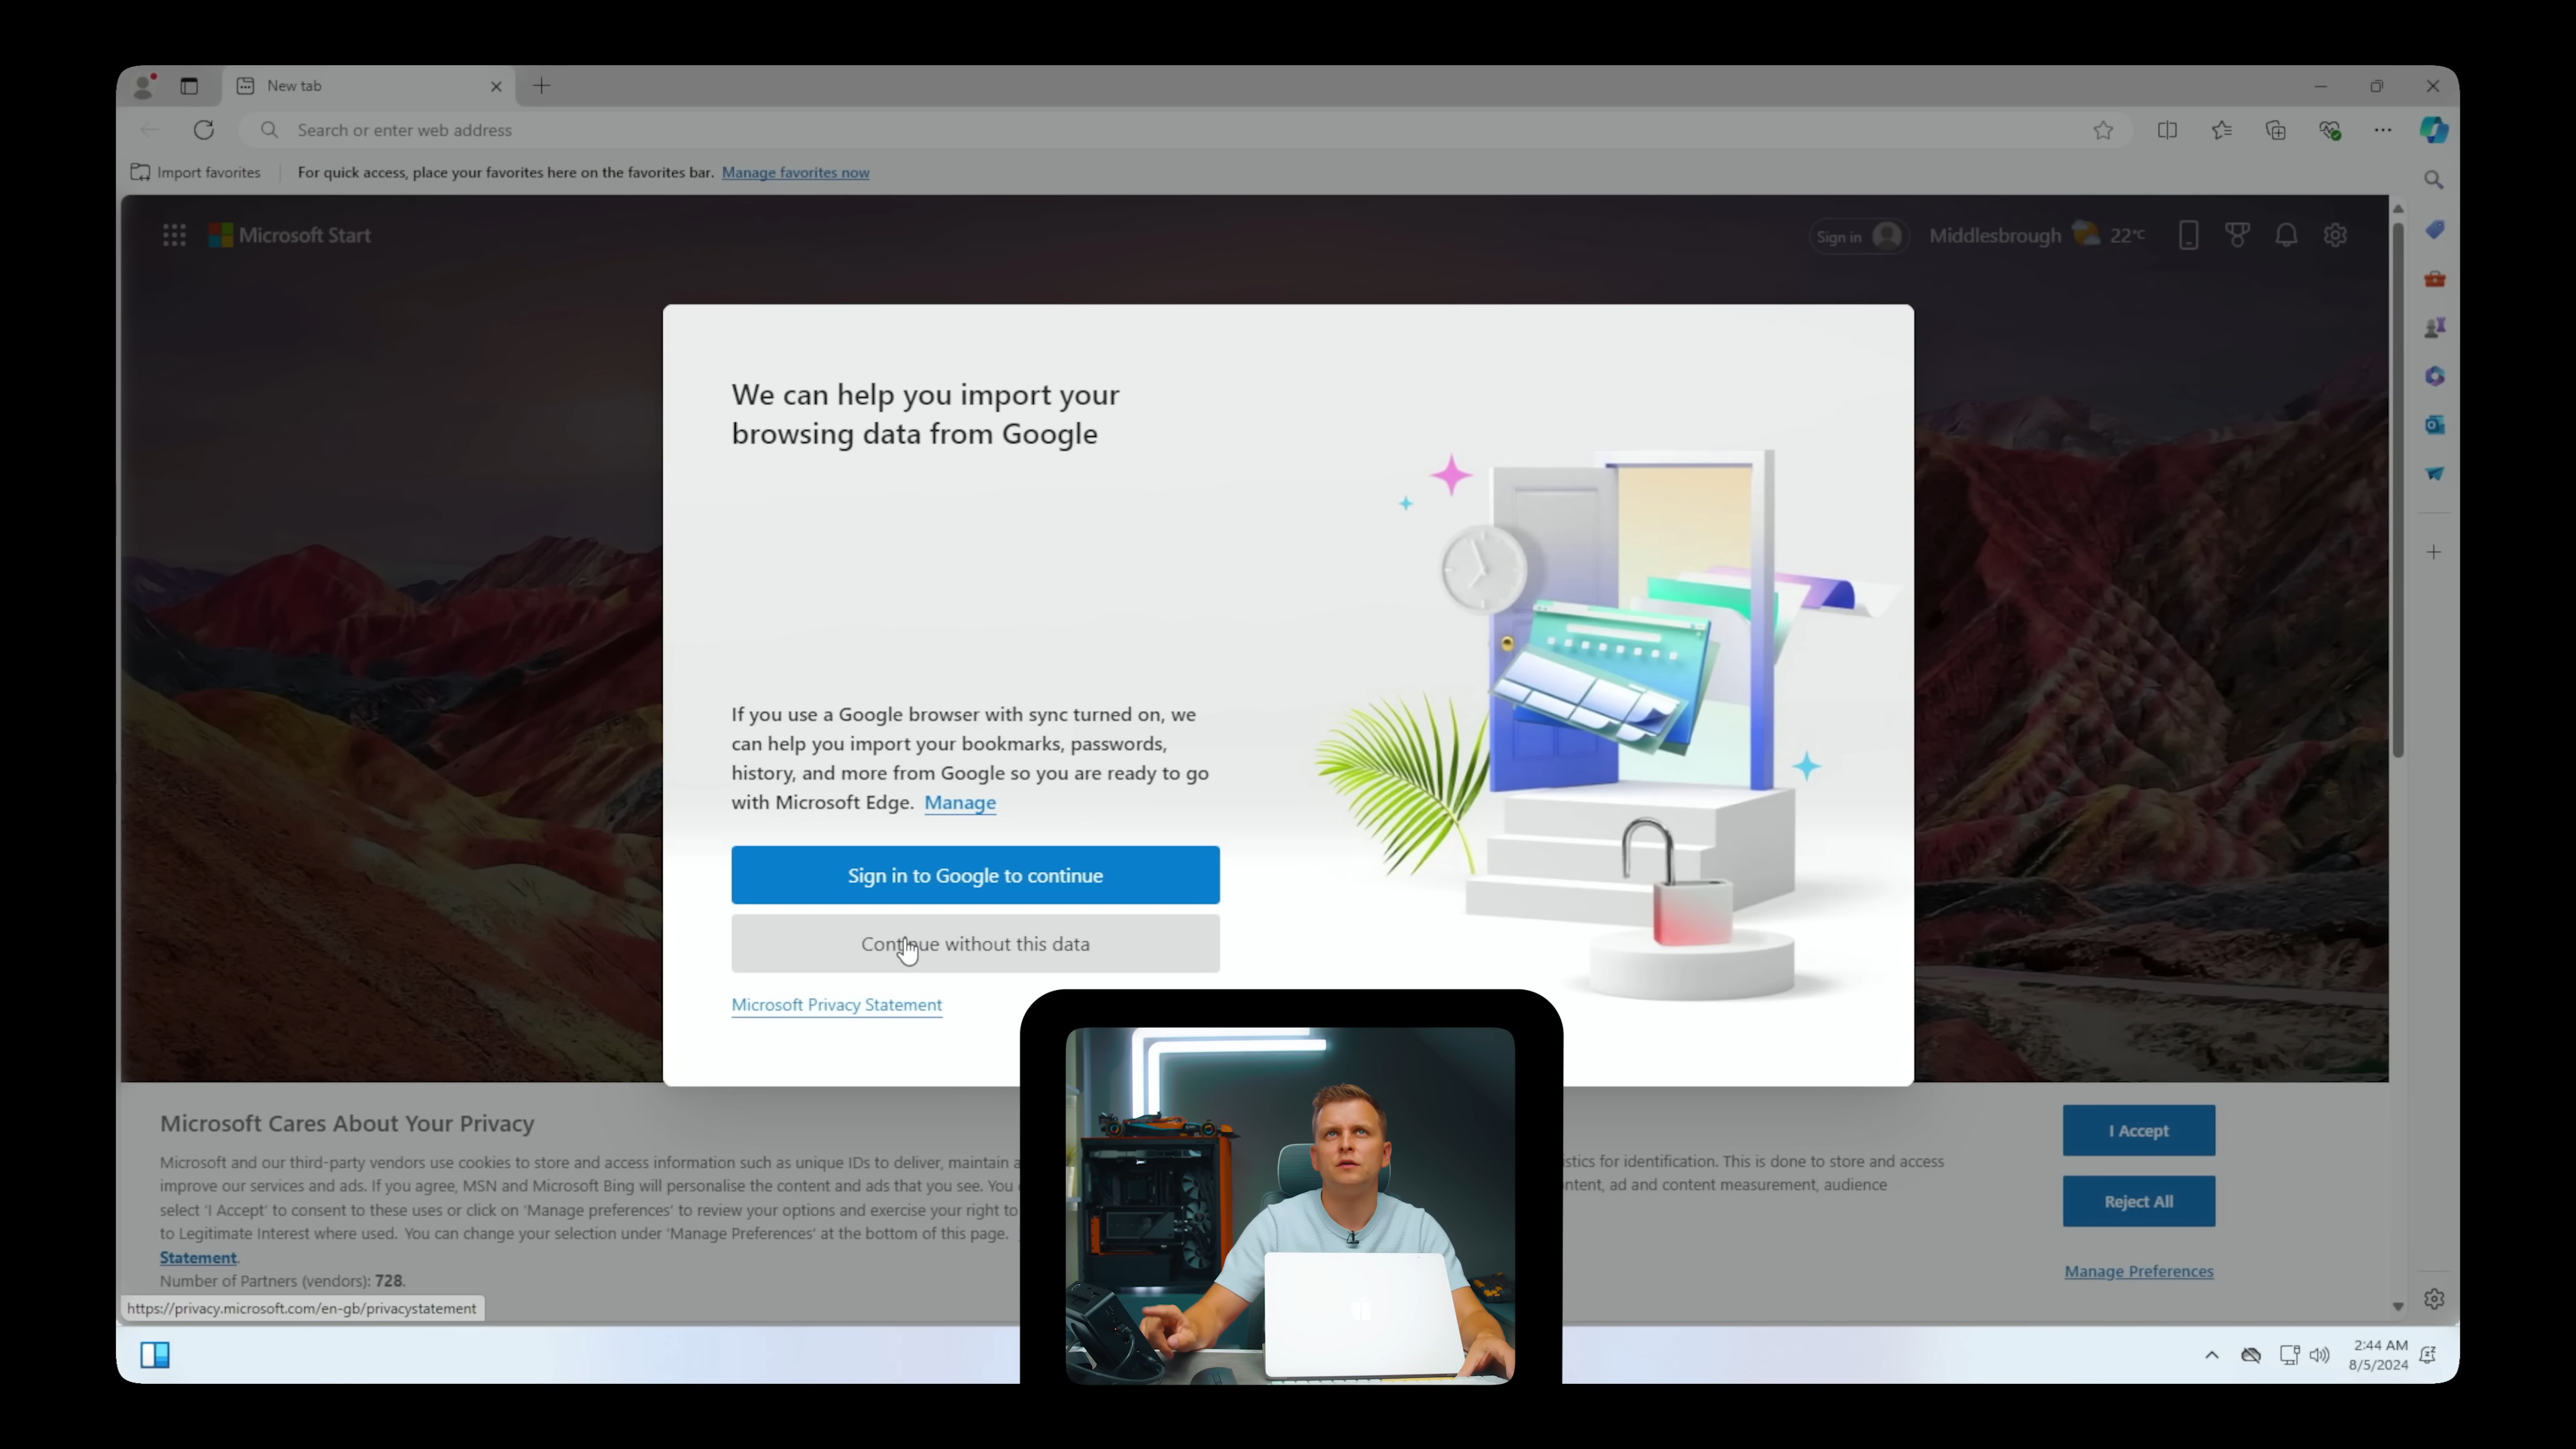 New tab
Search or enter web address
Import favorites
For quick access, place your favorites here on the favorites bar. Manage favorites now
Microsoft Start
Sign in
Middlesbrough
22°C
We can help you import your
browsing data from Google
If you use a Google browser with sync turned on, we
can help you import your bookmarks, passwords,
history, and more from Google so you are ready to go
with Microsoft Edge. Manage
Sign in to Google to continue
Continue without this data
Microsoft Privacy Statement
Microsoft Cares About Your Privacy
Microsoft and our third-party vendors use cookies to store and access information such as unique IDs to deliver, maintain a
improve our services and ads. If you agree, MSN and Microsoft Bing will personalise the content and ads that you see. You
select 'I Accept' to consent to these uses or click on 'Manage preferences' to review your options and exercise your right to
to Legitimate Interest where used. You can change your selection under 'Manage Preferences' at the bottom of this page.
Statement.
Number of Partners (vendors): 728.
for identification. This is done to store and access
ad and content measurement, audience
I Accept
Reject All
Manage Preferences
https://privacy.microsoft.com/en-gb/privacystatement
2:44 AM
8/5/2024